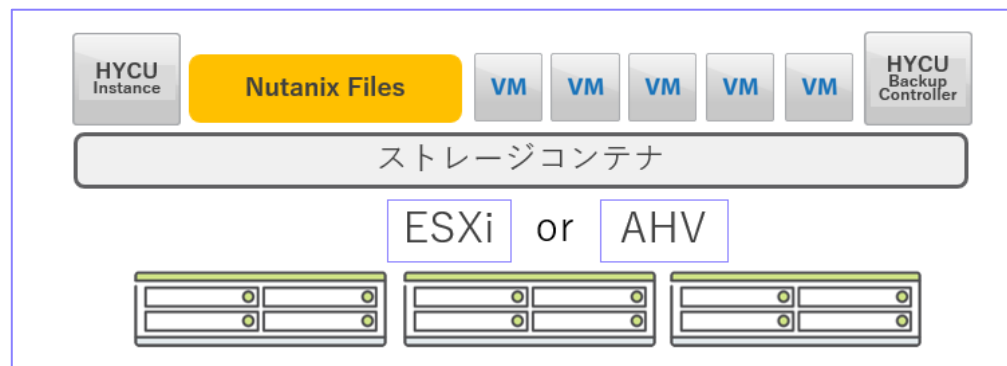 HYCU
Instance
Nutanix Files
VM
VM
VM
VM
VM
HYCU
Backup
Controller
ストレージコンテナ
ESXi or AHV